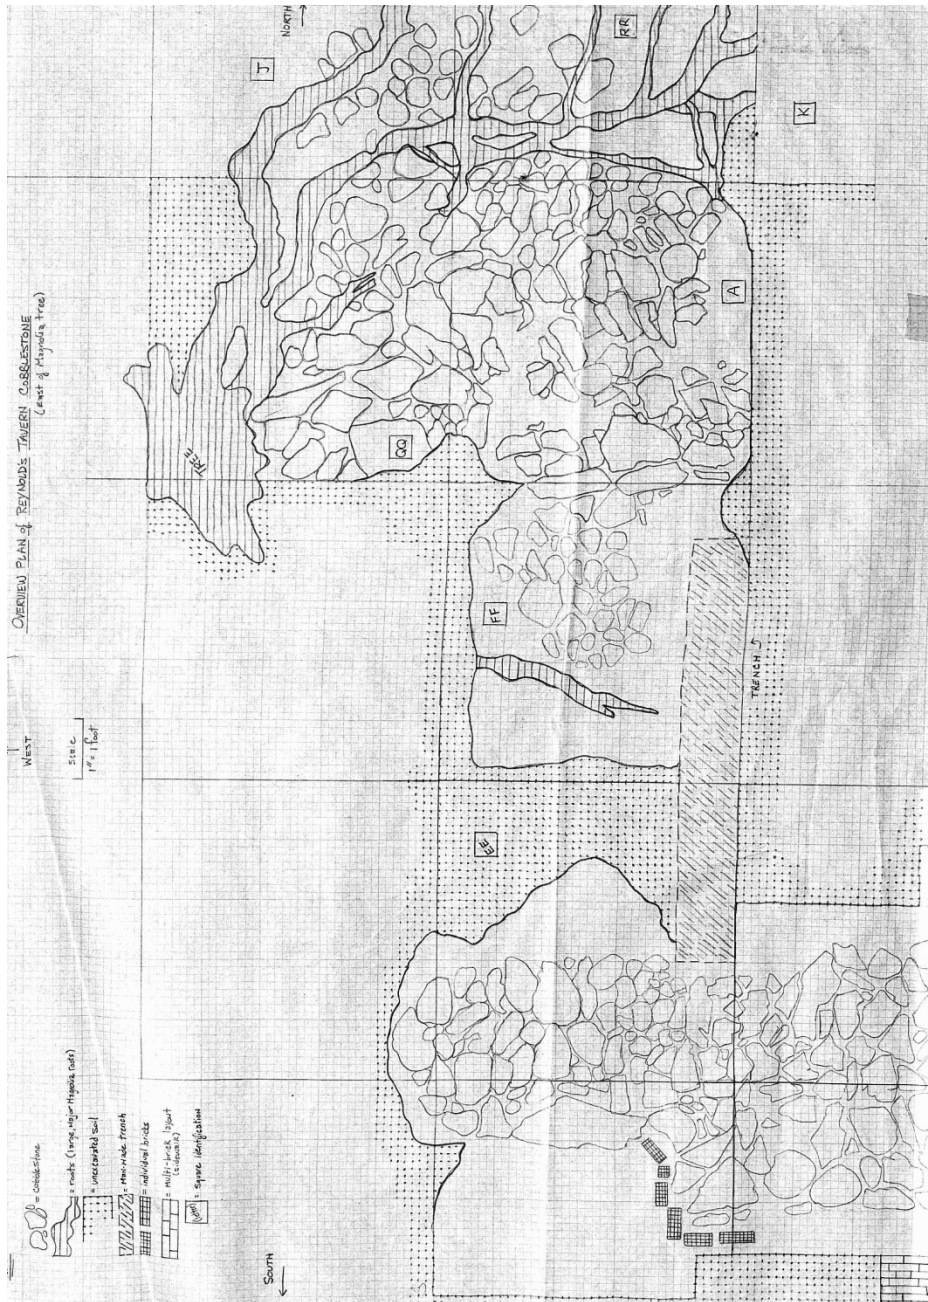 OVERVIEW PLAN of REYNOLD'S TAVERN COBBLESTONE
(East of Magnolia tree)
NORTH
WEST
SOUTH
Scale
1" = 1 foot
J
RR
K
A
QQ
TREE
FF
EE
TRENCH
= Cobblestone
= roots (large, Major Magnolia roots)
= unexcavated soil
= Man-Made trench
= individual bricks
= Multi-brick layout
(sidewalk)
= Square identification